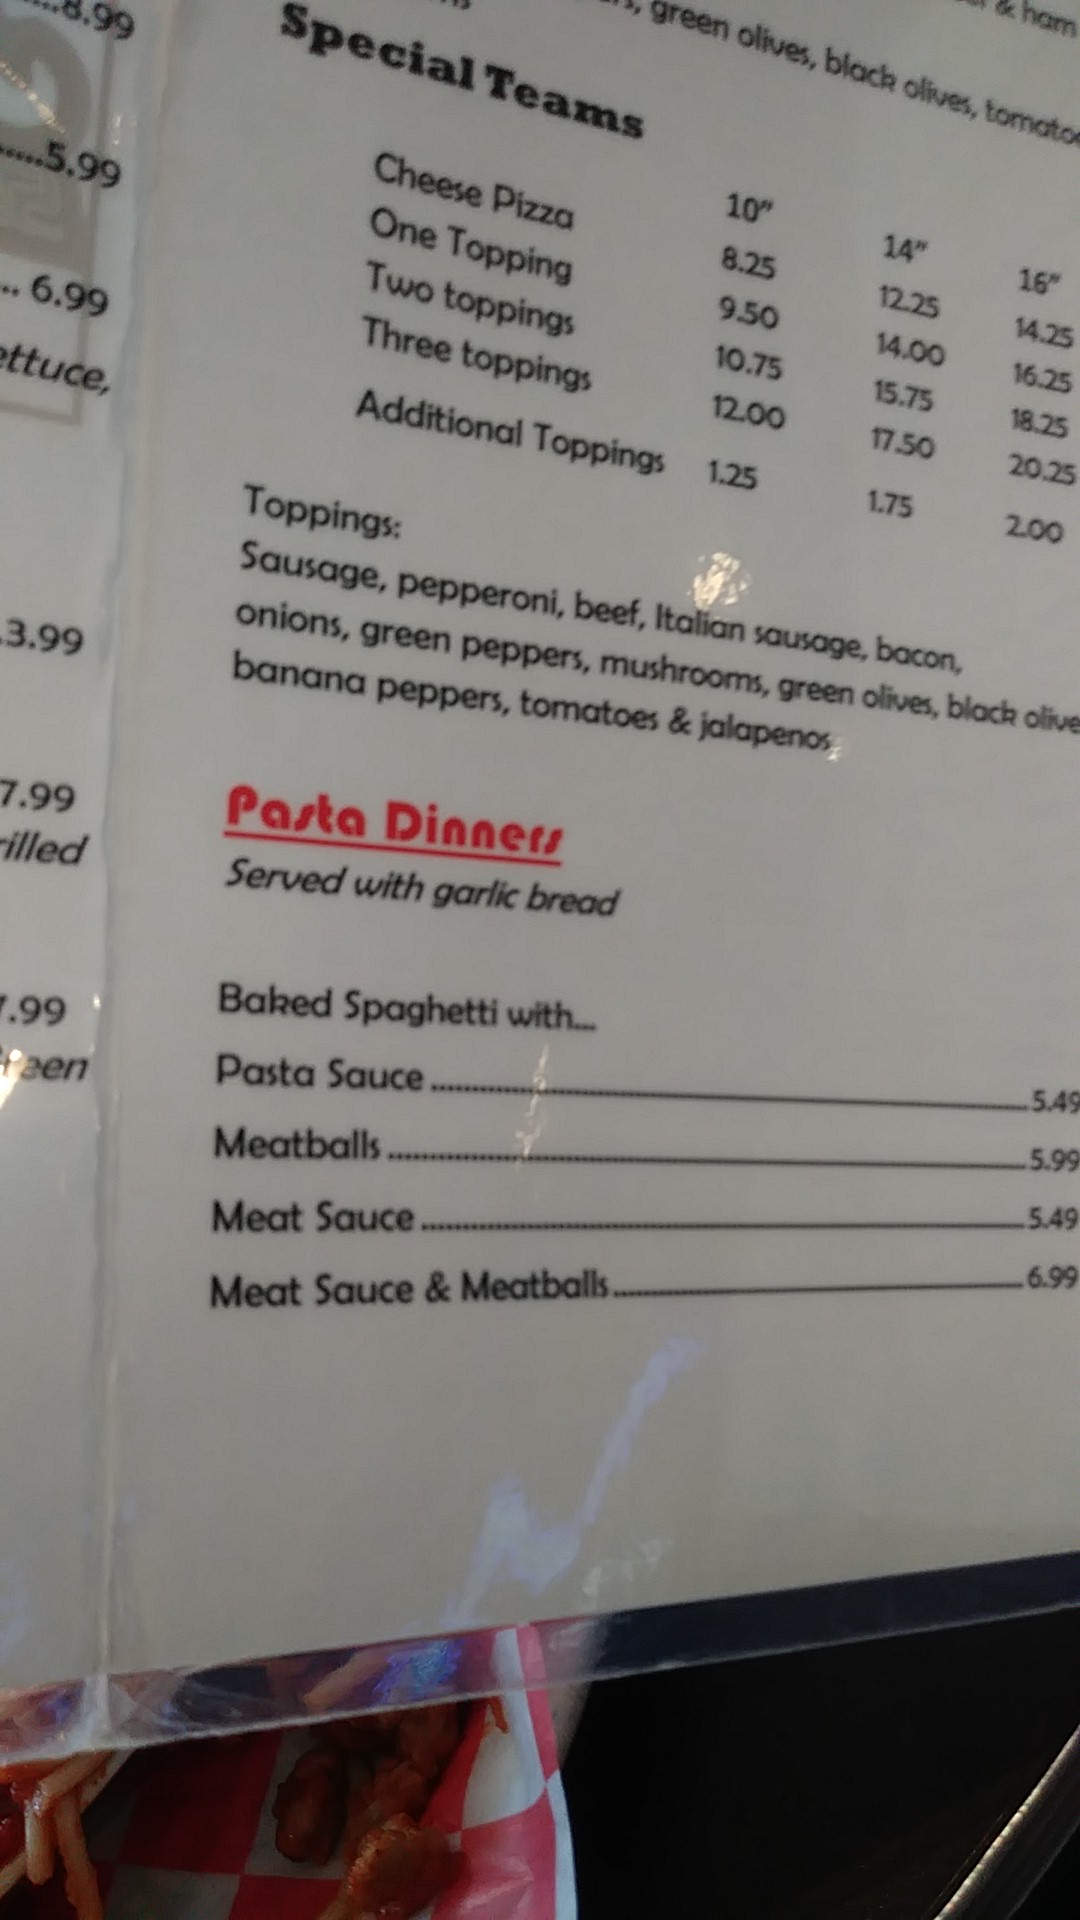 8.99
5.99
6.99
ettuce,
3.99
7.99
rilled
.99
reen
& ham
green olives, black olives, tomatoe
Special Teams
10" 14" 16"
Cheese Pizza 8.25 12.25 14.25
One Topping 9.50 14.00 16.25
Two toppings 10.75 15.75 18.25
Three toppings 12.00 17.50 20.25
Additional Toppings 1.25 1.75 2.00
Toppings:
Sausage, pepperoni, beef, Italian sausage, bacon,
onions, green peppers, mushrooms, green olives, black olive
banana peppers, tomatoes & jalapenos.
Pasta Dinners
Served with garlic bread
Baked Spaghetti with...
Pasta Sauce 5.49
Meatballs 5.99
Meat Sauce 5.49
Meat Sauce & Meatballs 6.99